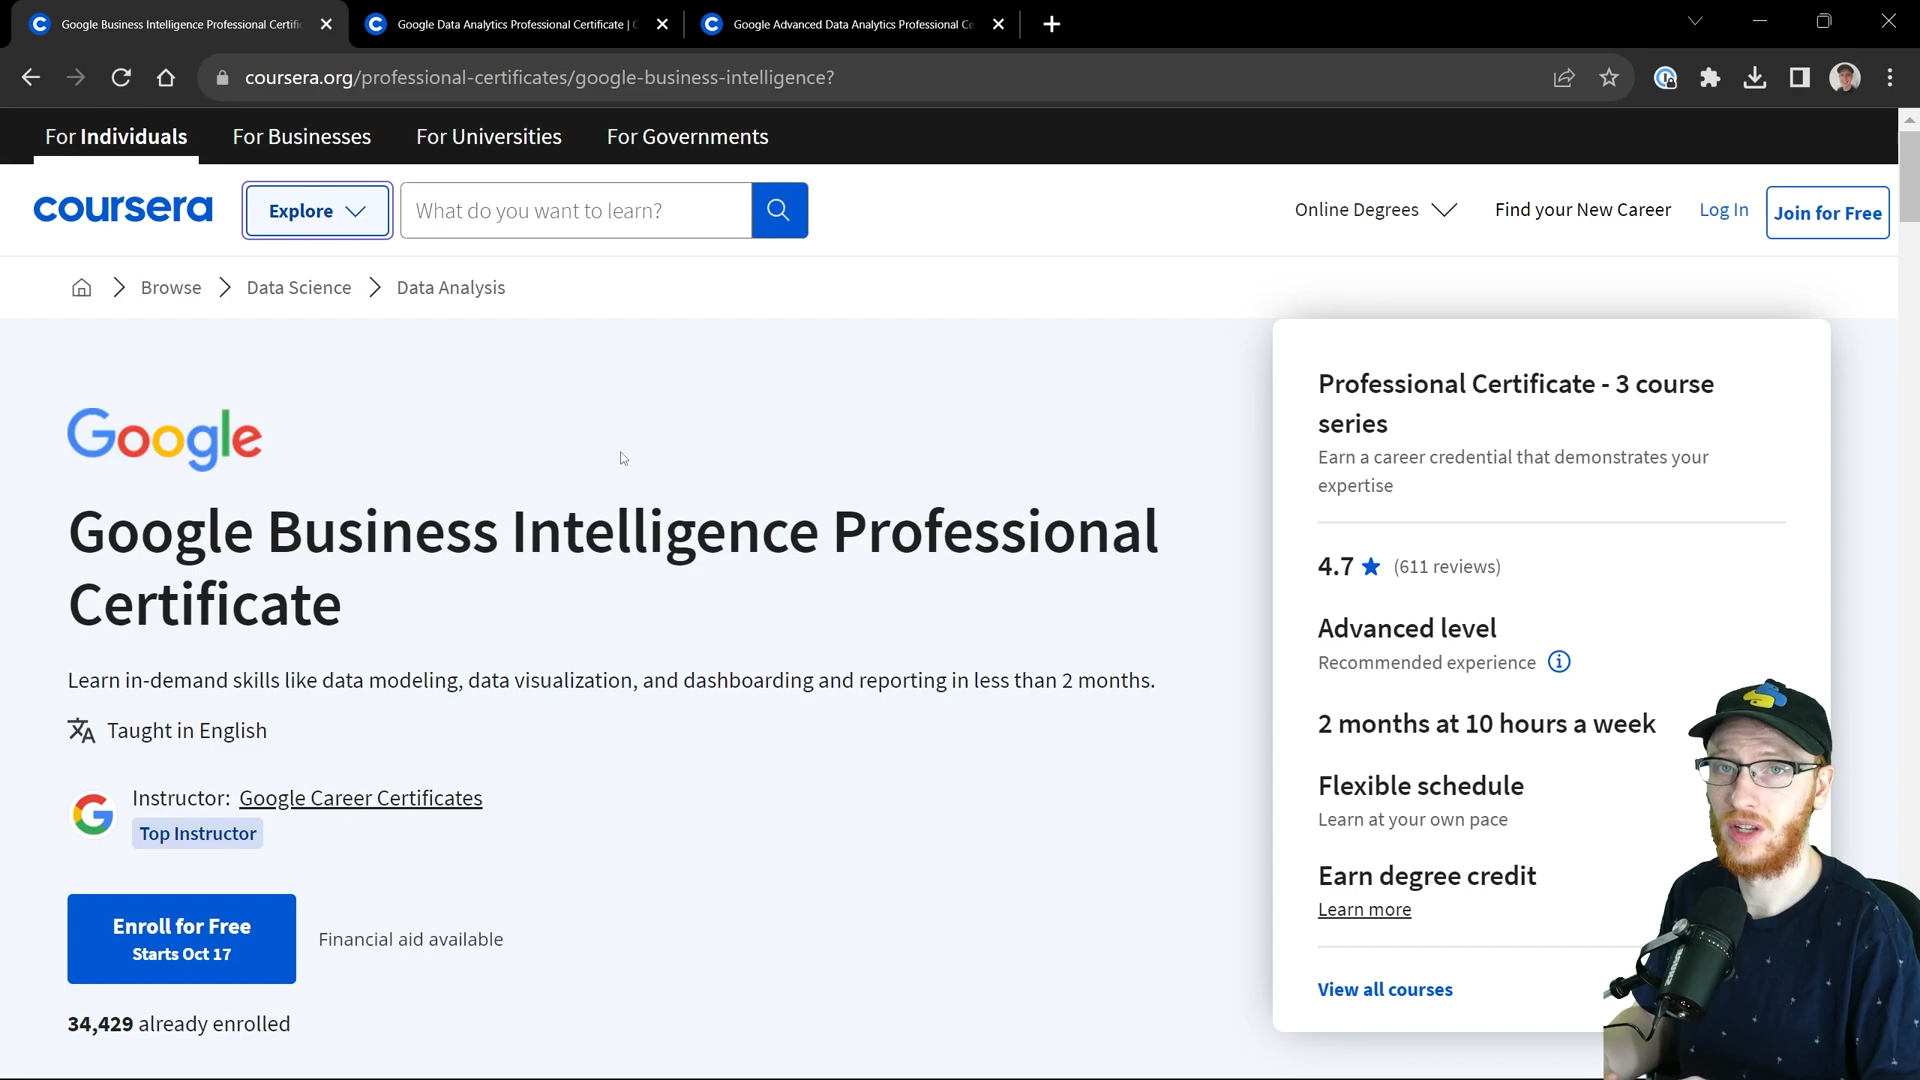 Google Business Intelligence Professional Certific
Google Data Analytics Professional Certificate | C
Google Advanced Data Analytics Professional Ce
coursera.org/professional-certificates/google-business-intelligence?
For Individuals
For Businesses
For Universities
For Governments
coursera
Explore
What do you want to learn?
Online Degrees
Find your New Career
Log In
Join for Free
Browse
Data Science
Data Analysis
Google
Google Business Intelligence Professional
Certificate
Learn in-demand skills like data modeling, data visualization, and dashboarding and reporting in less than 2 months.
Taught in English
Instructor: Google Career Certificates
Top Instructor
Enroll for Free
Starts Oct 17
Financial aid available
34,429 already enrolled
Professional Certificate - 3 course
series
Earn a career credential that demonstrates your
expertise
4.7 ★ (611 reviews)
Advanced level
Recommended experience
2 months at 10 hours a week
Flexible schedule
Learn at your own pace
Earn degree credit
Learn more
View all courses